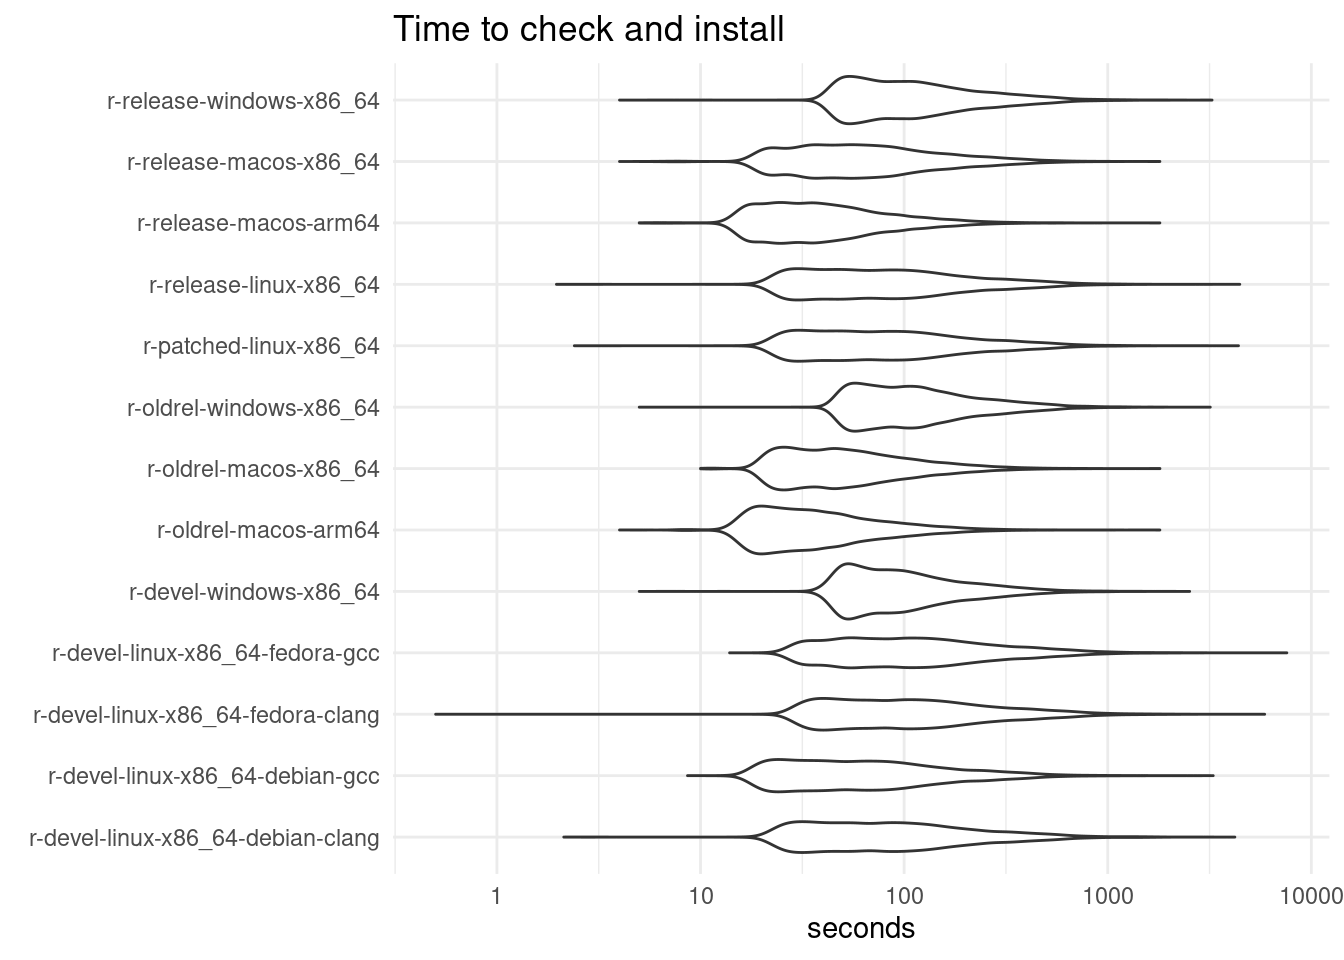 Time to check and install
r-release-windows-x86_64
r-release-macos-x86_64
r-release-macos-arm64
r-release-linux-x86_64
r-patched-linux-x86_64
r-oldrel-windows-x86_64
r-oldrel-macos-x86_64
r-oldrel-macos-arm64
r-devel-windows-x86_64
r-devel-linux-x86_64-fedora-gcc
r-devel-linux-x86_64-fedora-clang
r-devel-linux-x86_64-debian-gcc
r-devel-linux-x86_64-debian-clang
1 10 100 1000 10000
seconds